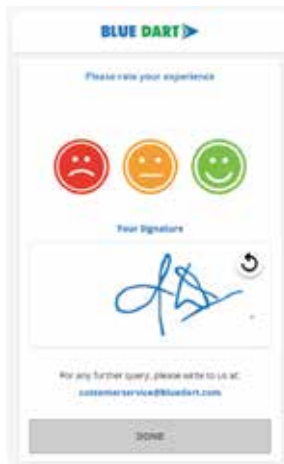 BLUE DART
Please rate your experience
Your Signature
For any further query, please write to us at:
customerservice@bluedart.com
DONE